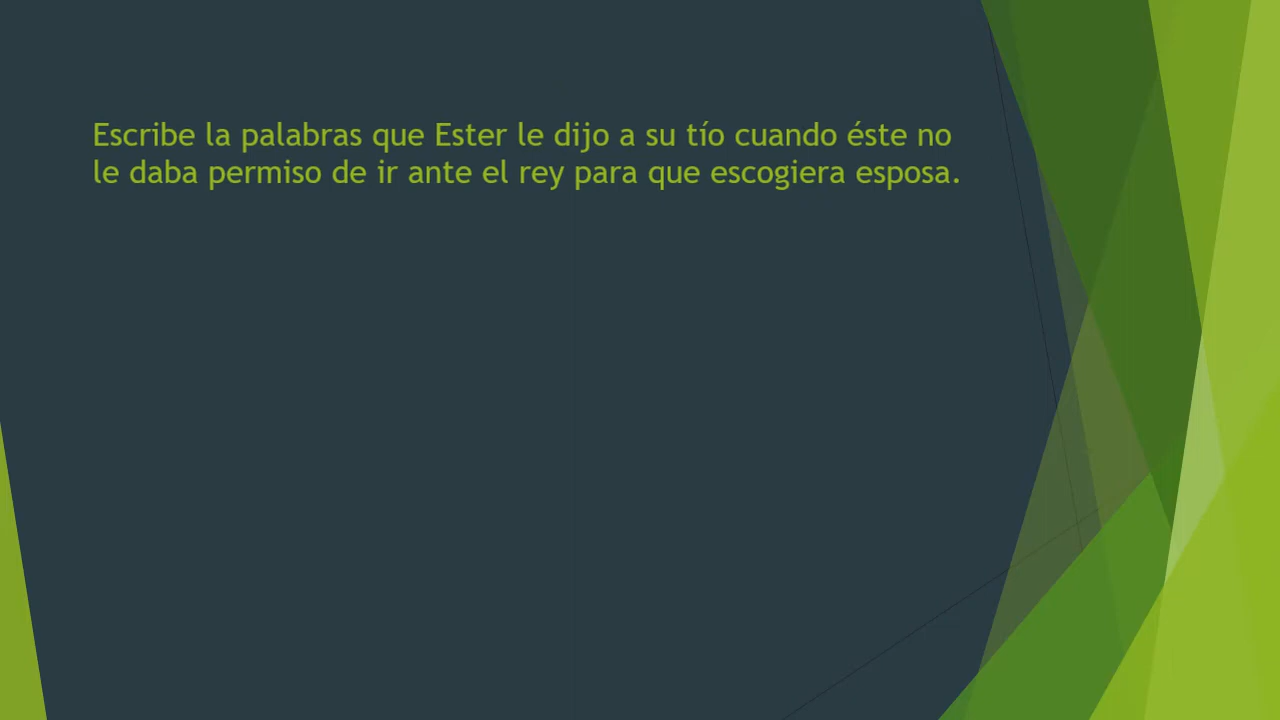 Escribe la palabras que Ester le dijo a su tío cuando éste no
le daba permiso de ir ante el rey para que escogiera esposa.